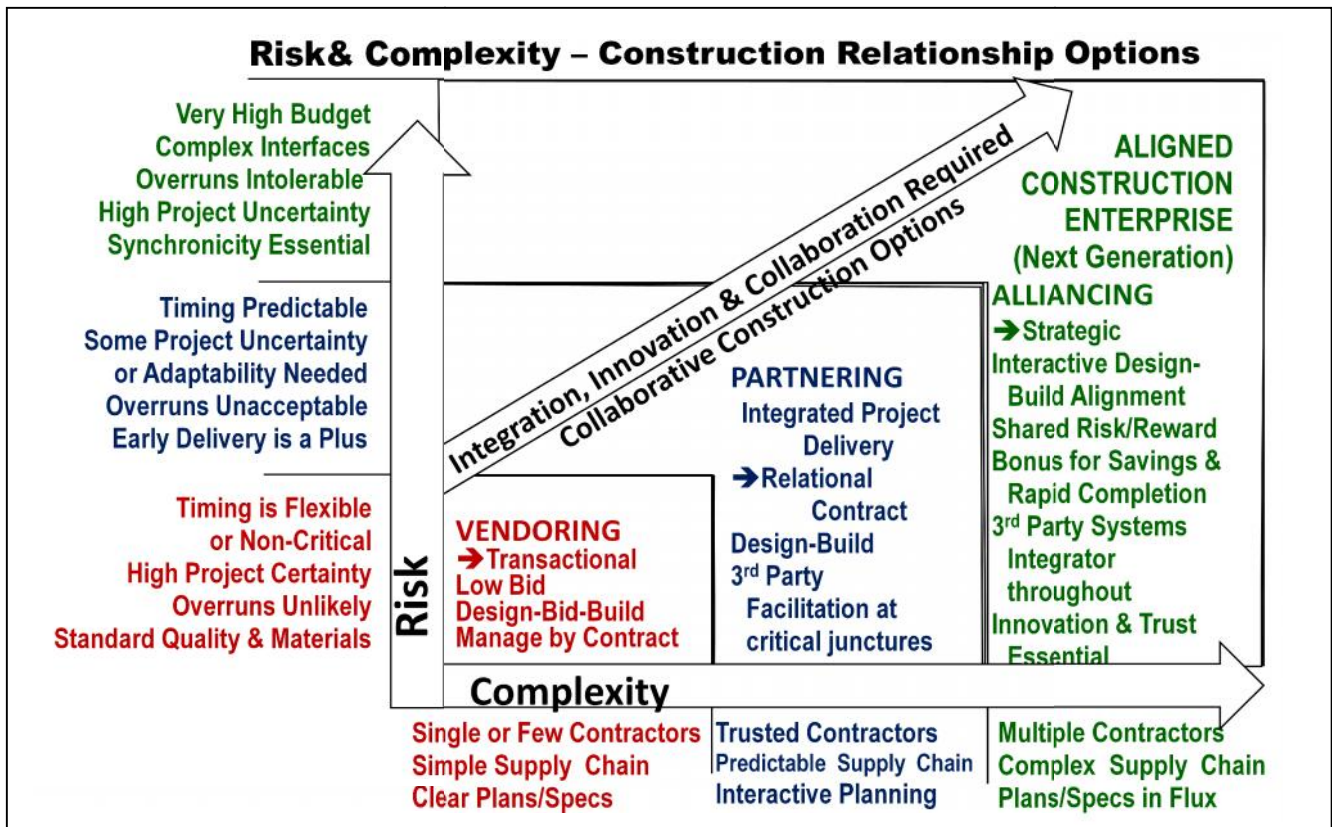 Risk& Complexity – Construction Relationship Options
Very High Budget
Complex Interfaces
Overruns Intolerable
High Project Uncertainty
Synchronicity Essential
Timing Predictable
Some Project Uncertainty
or Adaptability Needed
Overruns Unacceptable
Early Delivery is a Plus
Timing is Flexible
or Non-Critical
High Project Certainty
Overruns Unlikely
Standard Quality & Materials
Risk
Integration, Innovation & Collaboration Required
Collaborative Construction Options
VENDORING
➔Transactional
Low Bid
Design-Bid-Build
Manage by Contract
PARTNERING
Integrated Project
Delivery
➔Relational
Contract
Design-Build
3rd Party
Facilitation at
critical junctures
ALIGNED
CONSTRUCTION
ENTERPRISE
(Next Generation)
ALLIANCING
➔Strategic
Interactive Design-
Build Alignment
Shared Risk/Reward
Bonus for Savings &
Rapid Completion
3rd Party Systems
Integrator
throughout
Innovation & Trust
Essential
Complexity
Single or Few Contractors
Simple Supply Chain
Clear Plans/Specs
Trusted Contractors
Predictable Supply Chain
Interactive Planning
Multiple Contractors
Complex Supply Chain
Plans/Specs in Flux